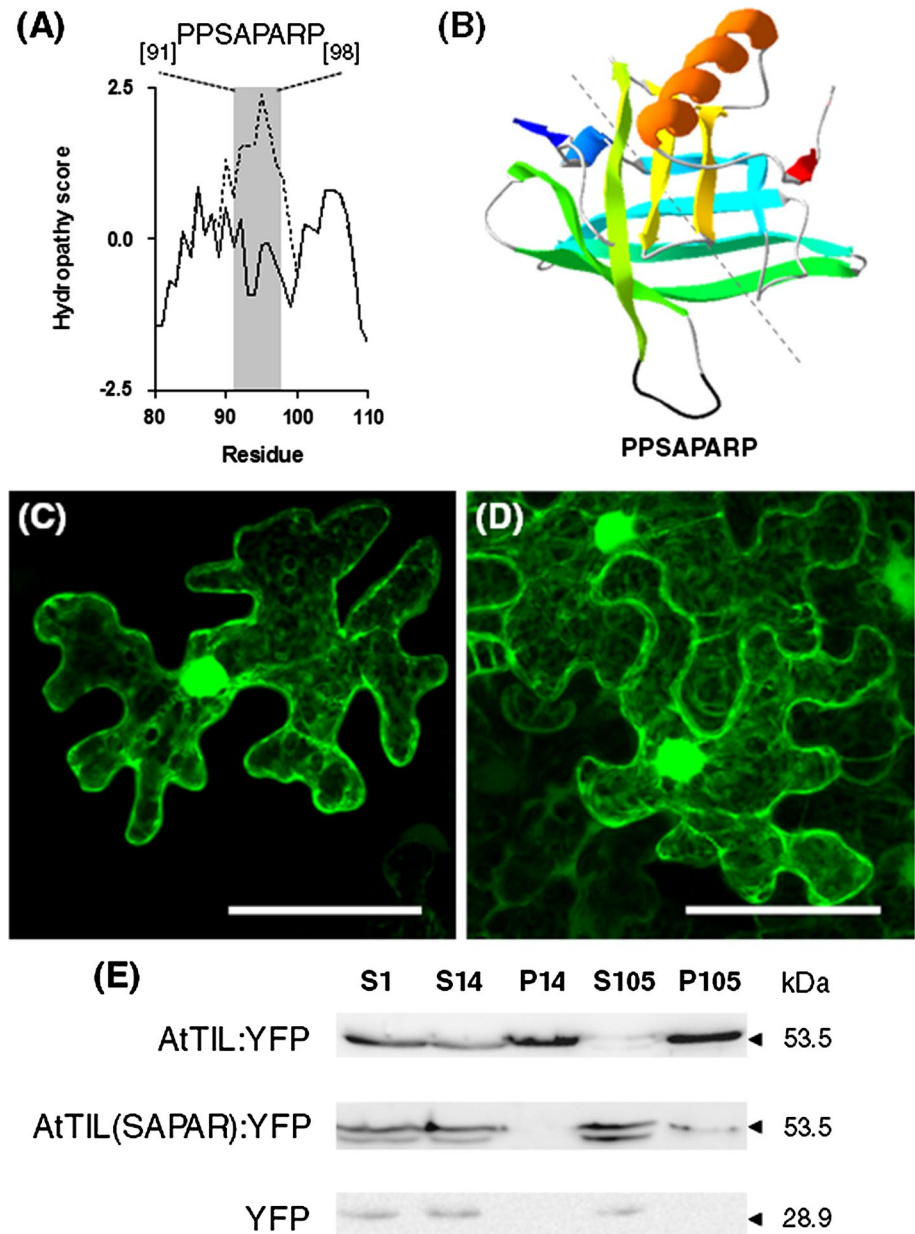 (A)
PPSAPARP
[91]
[98]
2.5
0.0
-2.5
Hydropathy score
80 90 100 110
Residue
(B)
PPSAPARP
(C)
(D)
(E)
S1 S14 P14 S105 P105 kDa
AtTIL:YFP 53.5
AtTIL(SAPAR):YFP 53.5
YFP 28.9